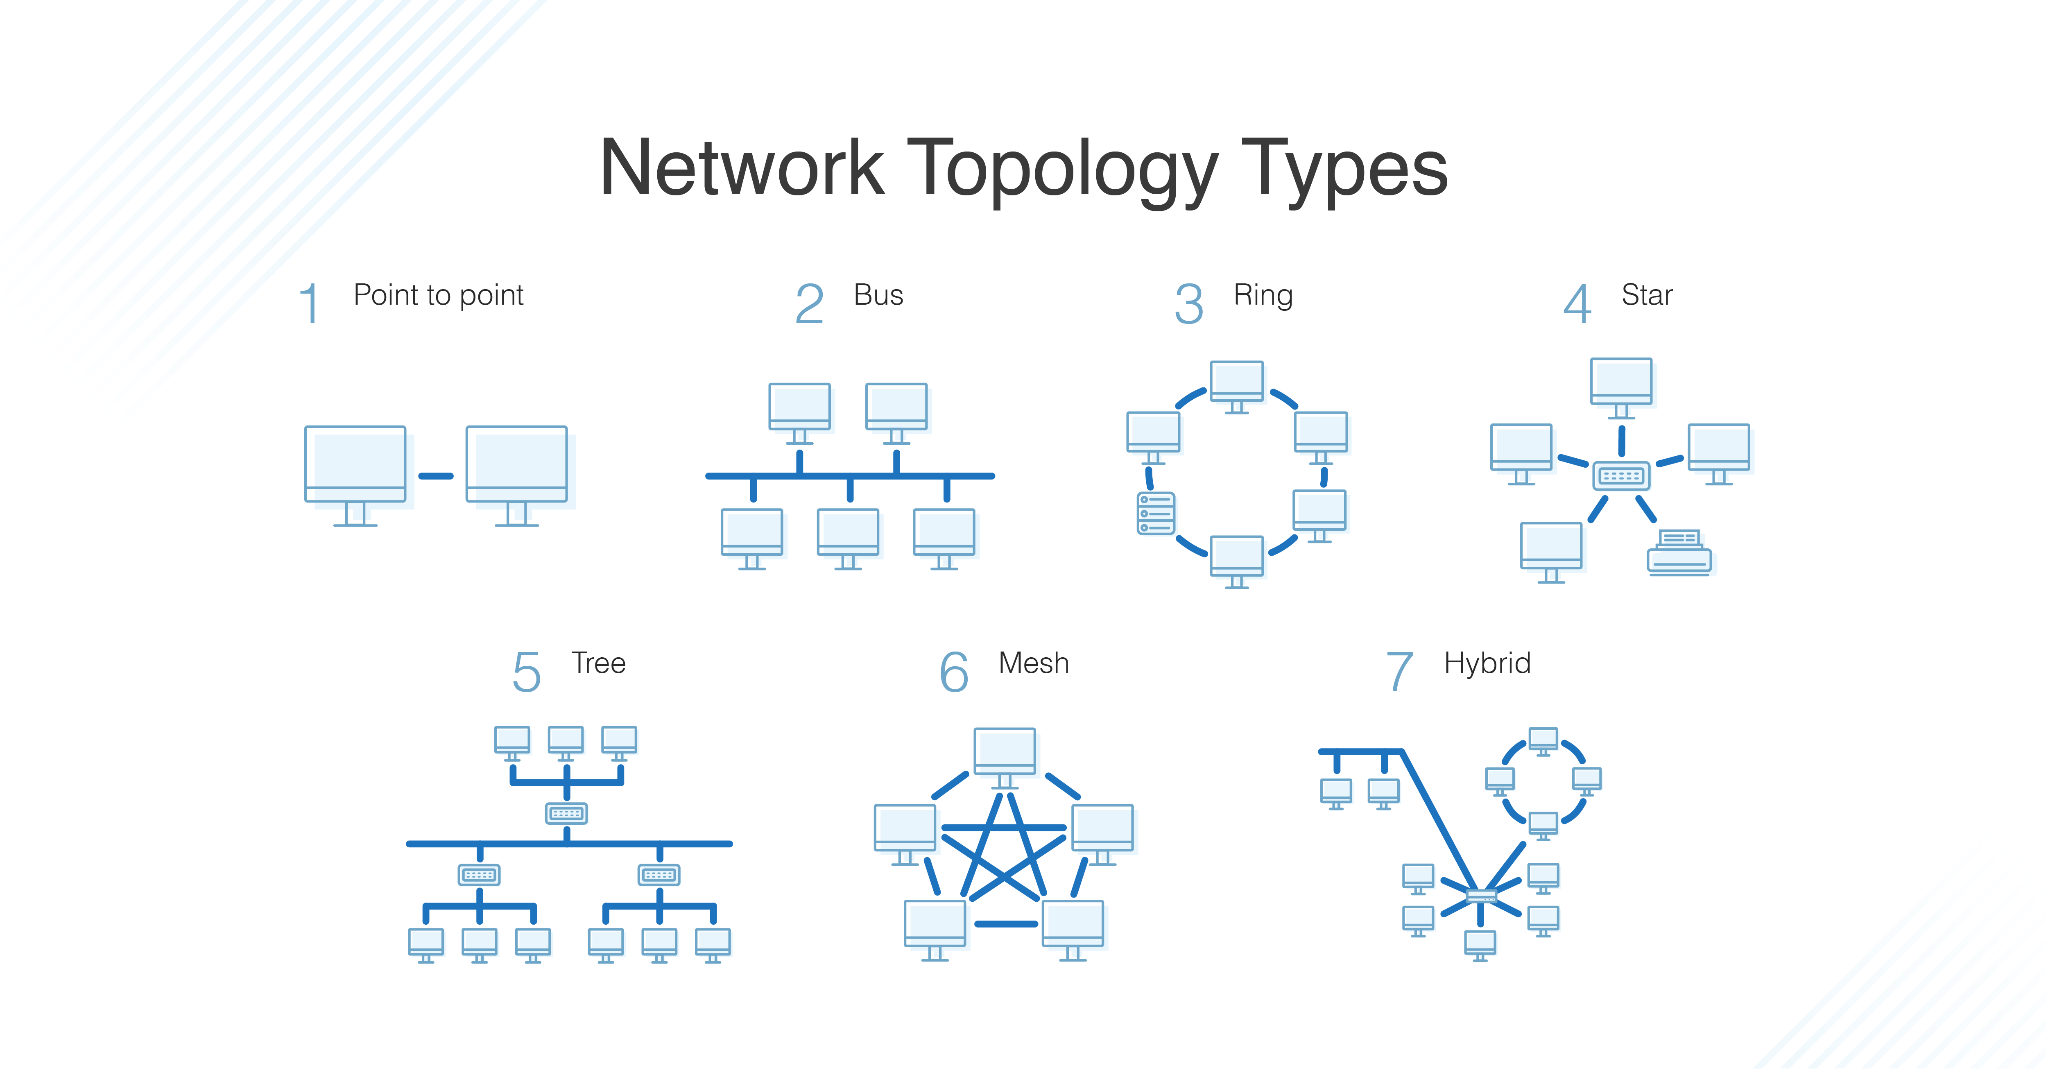 Network Topology Types
1 Point to point
2 Bus
3 Ring
4 Star
5 Tree
6 Mesh
7 Hybrid